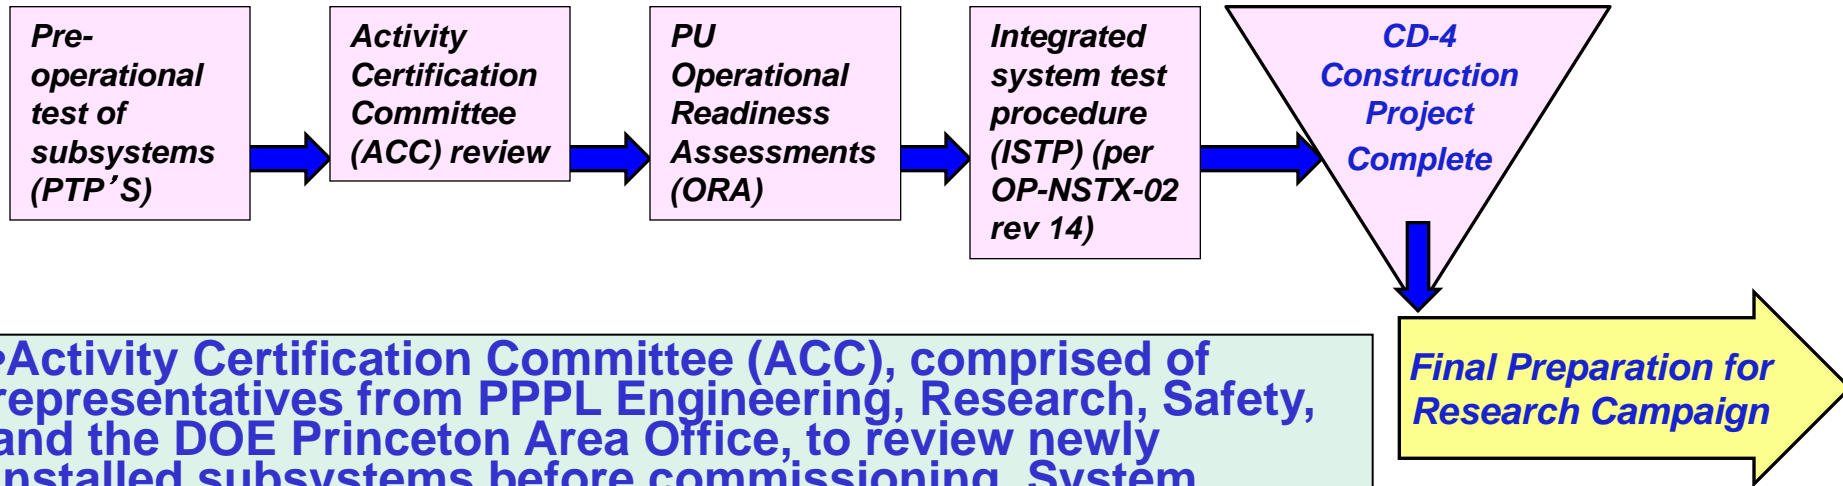 Pre-
operational
test of
subsystems
(PTP’S)
Activity
Certification
Committee
(ACC) review
PU
Operational
Readiness
Assessments
(ORA)
Integrated
system test
procedure
(ISTP) (per
OP-NSTX-02
rev 14)
CD-4
Construction
Project
Complete
Final Preparation for
Research Campaign
•Activity Certification Committee (ACC), comprised of
representatives from PPPL Engineering, Research, Safety,
and the DOE Princeton Area Office, to review newly
installed subsystems before commissioning. System